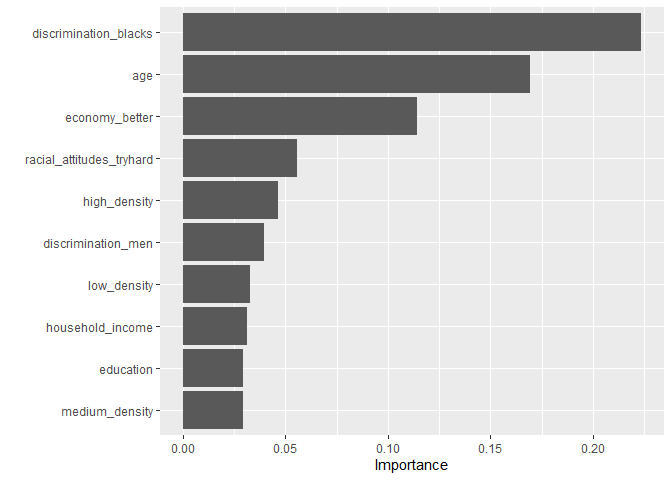 discrimination_blacks
age
economy_better
racial_attitudes_tryhard
high_density
discrimination_men
low_density
household_income
education
medium_density
0.00 0.05 0.10 0.15 0.20
Importance